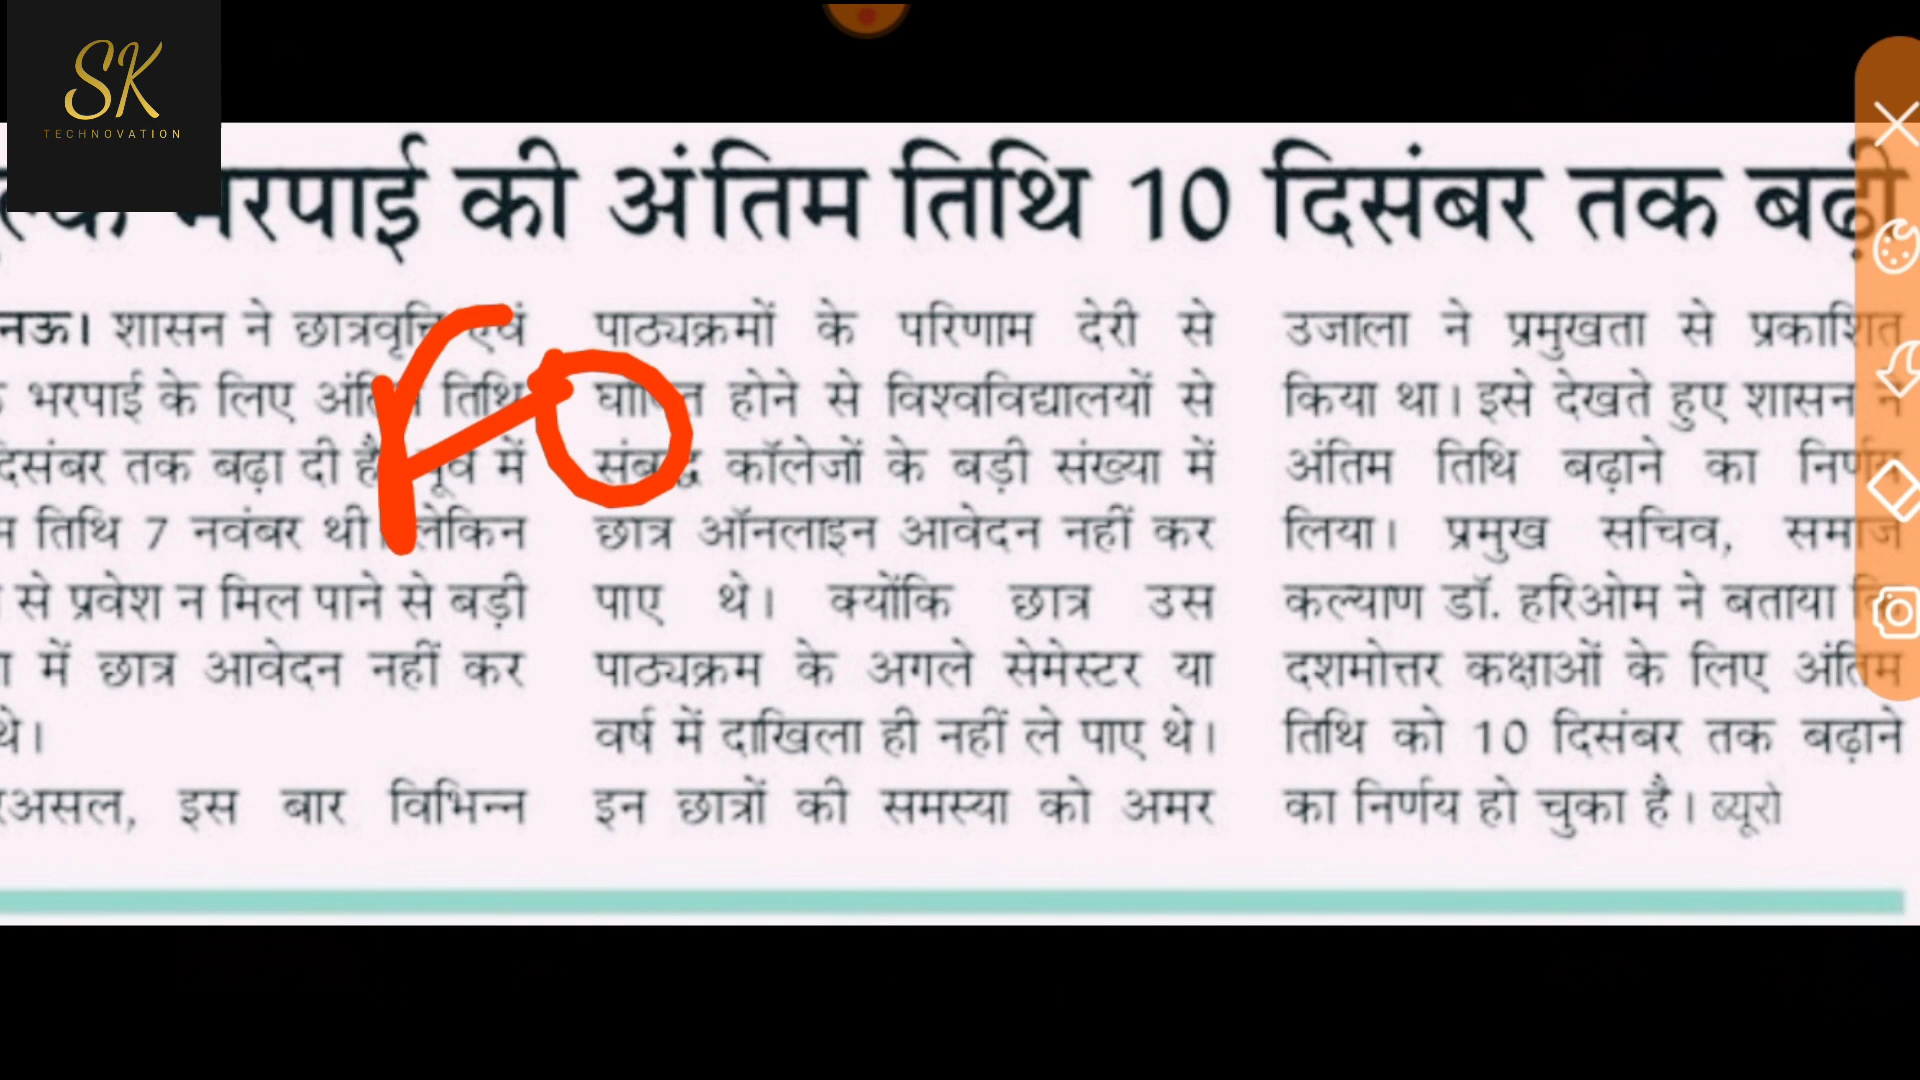 SK
TECHNOVATION
भरपाई की अंतिम तिथि 10 दिसंबर तक बढ़ी
नऊ। शासन ने छात्रवृत्ति एवं
भरपाई के लिए अंतिम तिथि
दिसंबर तक बढ़ा दी है। पूर्व में
तिथि 7 नवंबर थी। लेकिन
से प्रवेश न मिल पाने से बड़ी
में छात्र आवेदन नहीं कर
थे।
रअसल, इस बार विभिन्न
पाठ्यक्रमों के परिणाम देरी से
घोषित होने से विश्वविद्यालयों से
संबद्ध कॉलेजों के बड़ी संख्या में
छात्र ऑनलाइन आवेदन नहीं कर
पाए थे। क्योंकि छात्र उस
पाठ्यक्रम के अगले सेमेस्टर या
वर्ष में दाखिला ही नहीं ले पाए थे।
इन छात्रों की समस्या को अमर
उजाला ने प्रमुखता से प्रकाशित
किया था। इसे देखते हुए शासन ने
अंतिम तिथि बढ़ाने का निर्णय
लिया। प्रमुख सचिव, समाज
कल्याण डॉ. हरिओम ने बताया कि
दशमोत्तर कक्षाओं के लिए अंतिम
तिथि को 10 दिसंबर तक बढ़ाने
का निर्णय हो चुका है। ब्यूरो